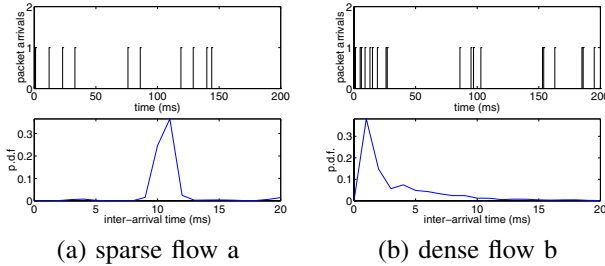 2
1
0
packet arrivals
0 50 100 150 200
time (ms)
0.3
0.2
0.1
0
p.d.f.
0 5 10 15 20
inter−arrival time (ms)
(a) sparse flow a
2
1
0
packet arrivals
0 50 100 150 200
time (ms)
0.3
0.2
0.1
0
p.d.f.
0 5 10 15 20
inter−arrival time (ms)
(b) dense flow b